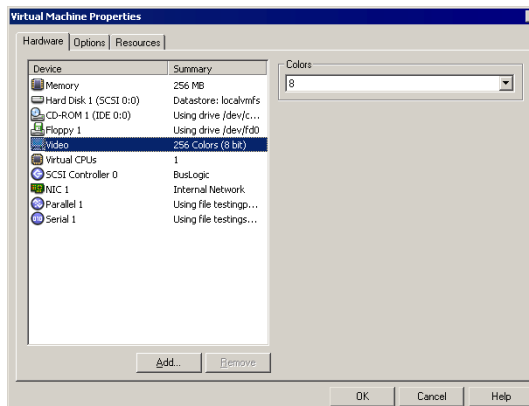 Virtual Machine Properties
Hardware Options Resources
Device Summary
Memory 256 MB
Hard Disk 1 (SCSI 0:0) Datastore: localvmfs
CD-ROM 1 (IDE 0:0) Using drive /dev/c...
Floppy 1 Using drive /dev/fd0
Video 256 Colors (8 bit)
Virtual CPUs 1
SCSI Controller 0 BusLogic
NIC 1 Internal Network
Parallel 1 Using file testingp...
Serial 1 Using file testings...
Colors
8
Add... Remove
OK Cancel Help